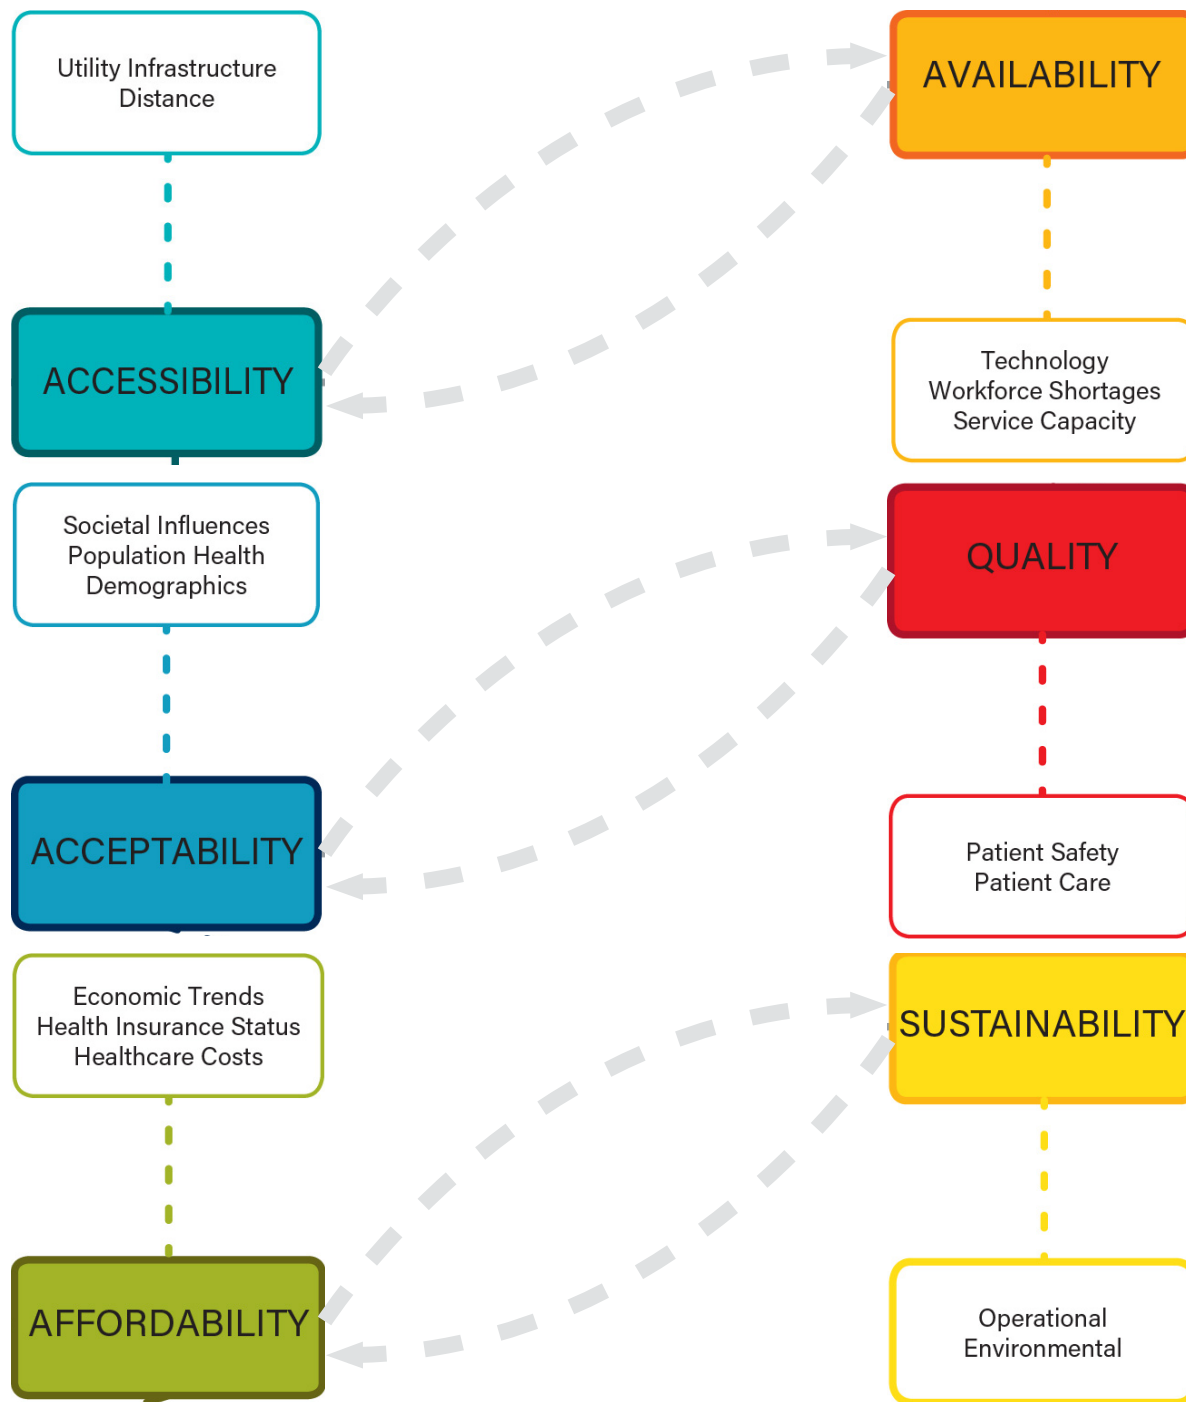 Utility Infrastructure
Distance
AVAILABILITY
ACCESSIBILITY
Technology
Workforce Shortages
Service Capacity
Societal Influences
Population Health
Demographics
QUALITY
ACCEPTABILITY
Patient Safety
Patient Care
Economic Trends
Health Insurance Status
Healthcare Costs
SUSTAINABILITY
AFFORDABILITY
Operational
Environmental